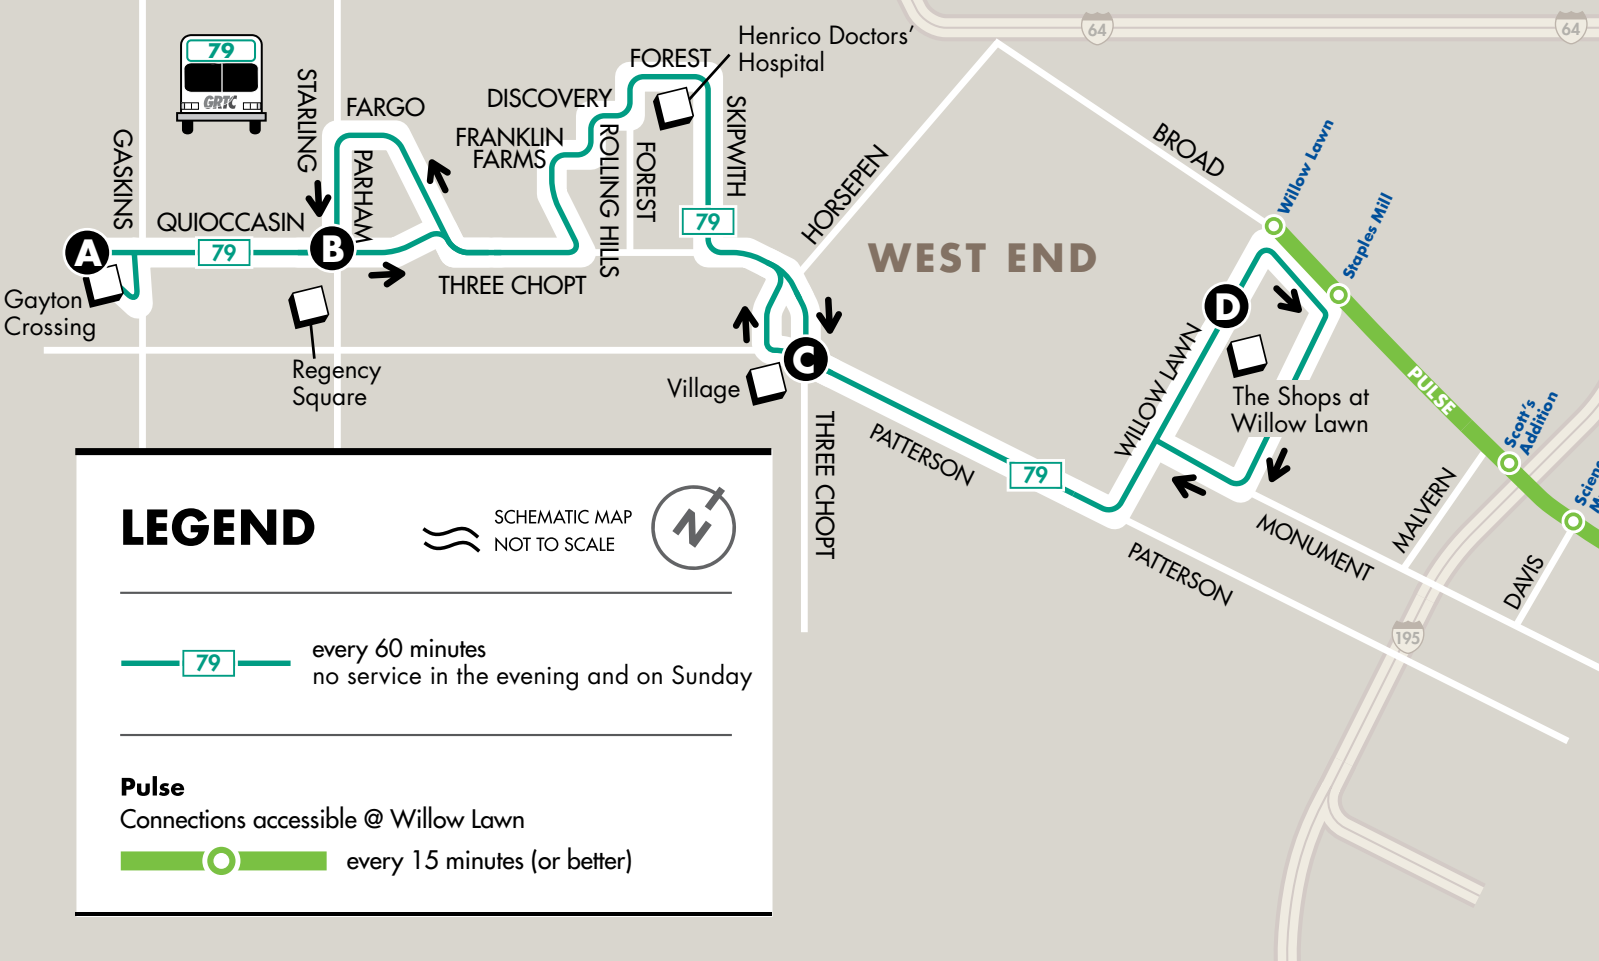 64
64
79
GRTC
Henrico Doctors’
Hospital
FOREST
DISCOVERY
STARLING
FARGO
FRANKLIN
FARMS
SKIPWITH
GASKINS
PARHAM
ROLLING HILLS
FOREST
HORSEPEN
BROAD
Willow Lawn
Staples Mill
QUIOCCASIN
79
A
B
79
THREE CHOPT
WEST END
Gayton
Crossing
Regency
Square
Village
C
D
WILLOW LAWN
The Shops at
Willow Lawn
PULSE
Scott’s
Addition
PATTERSON
79
THREE CHOPT
MALVERN
MONUMENT
PATTERSON
DAVIS
195
LEGEND
SCHEMATIC MAP
NOT TO SCALE
N
79
every 60 minutes
no service in the evening and on Sunday
Pulse
Connections accessible @ Willow Lawn
every 15 minutes (or better)